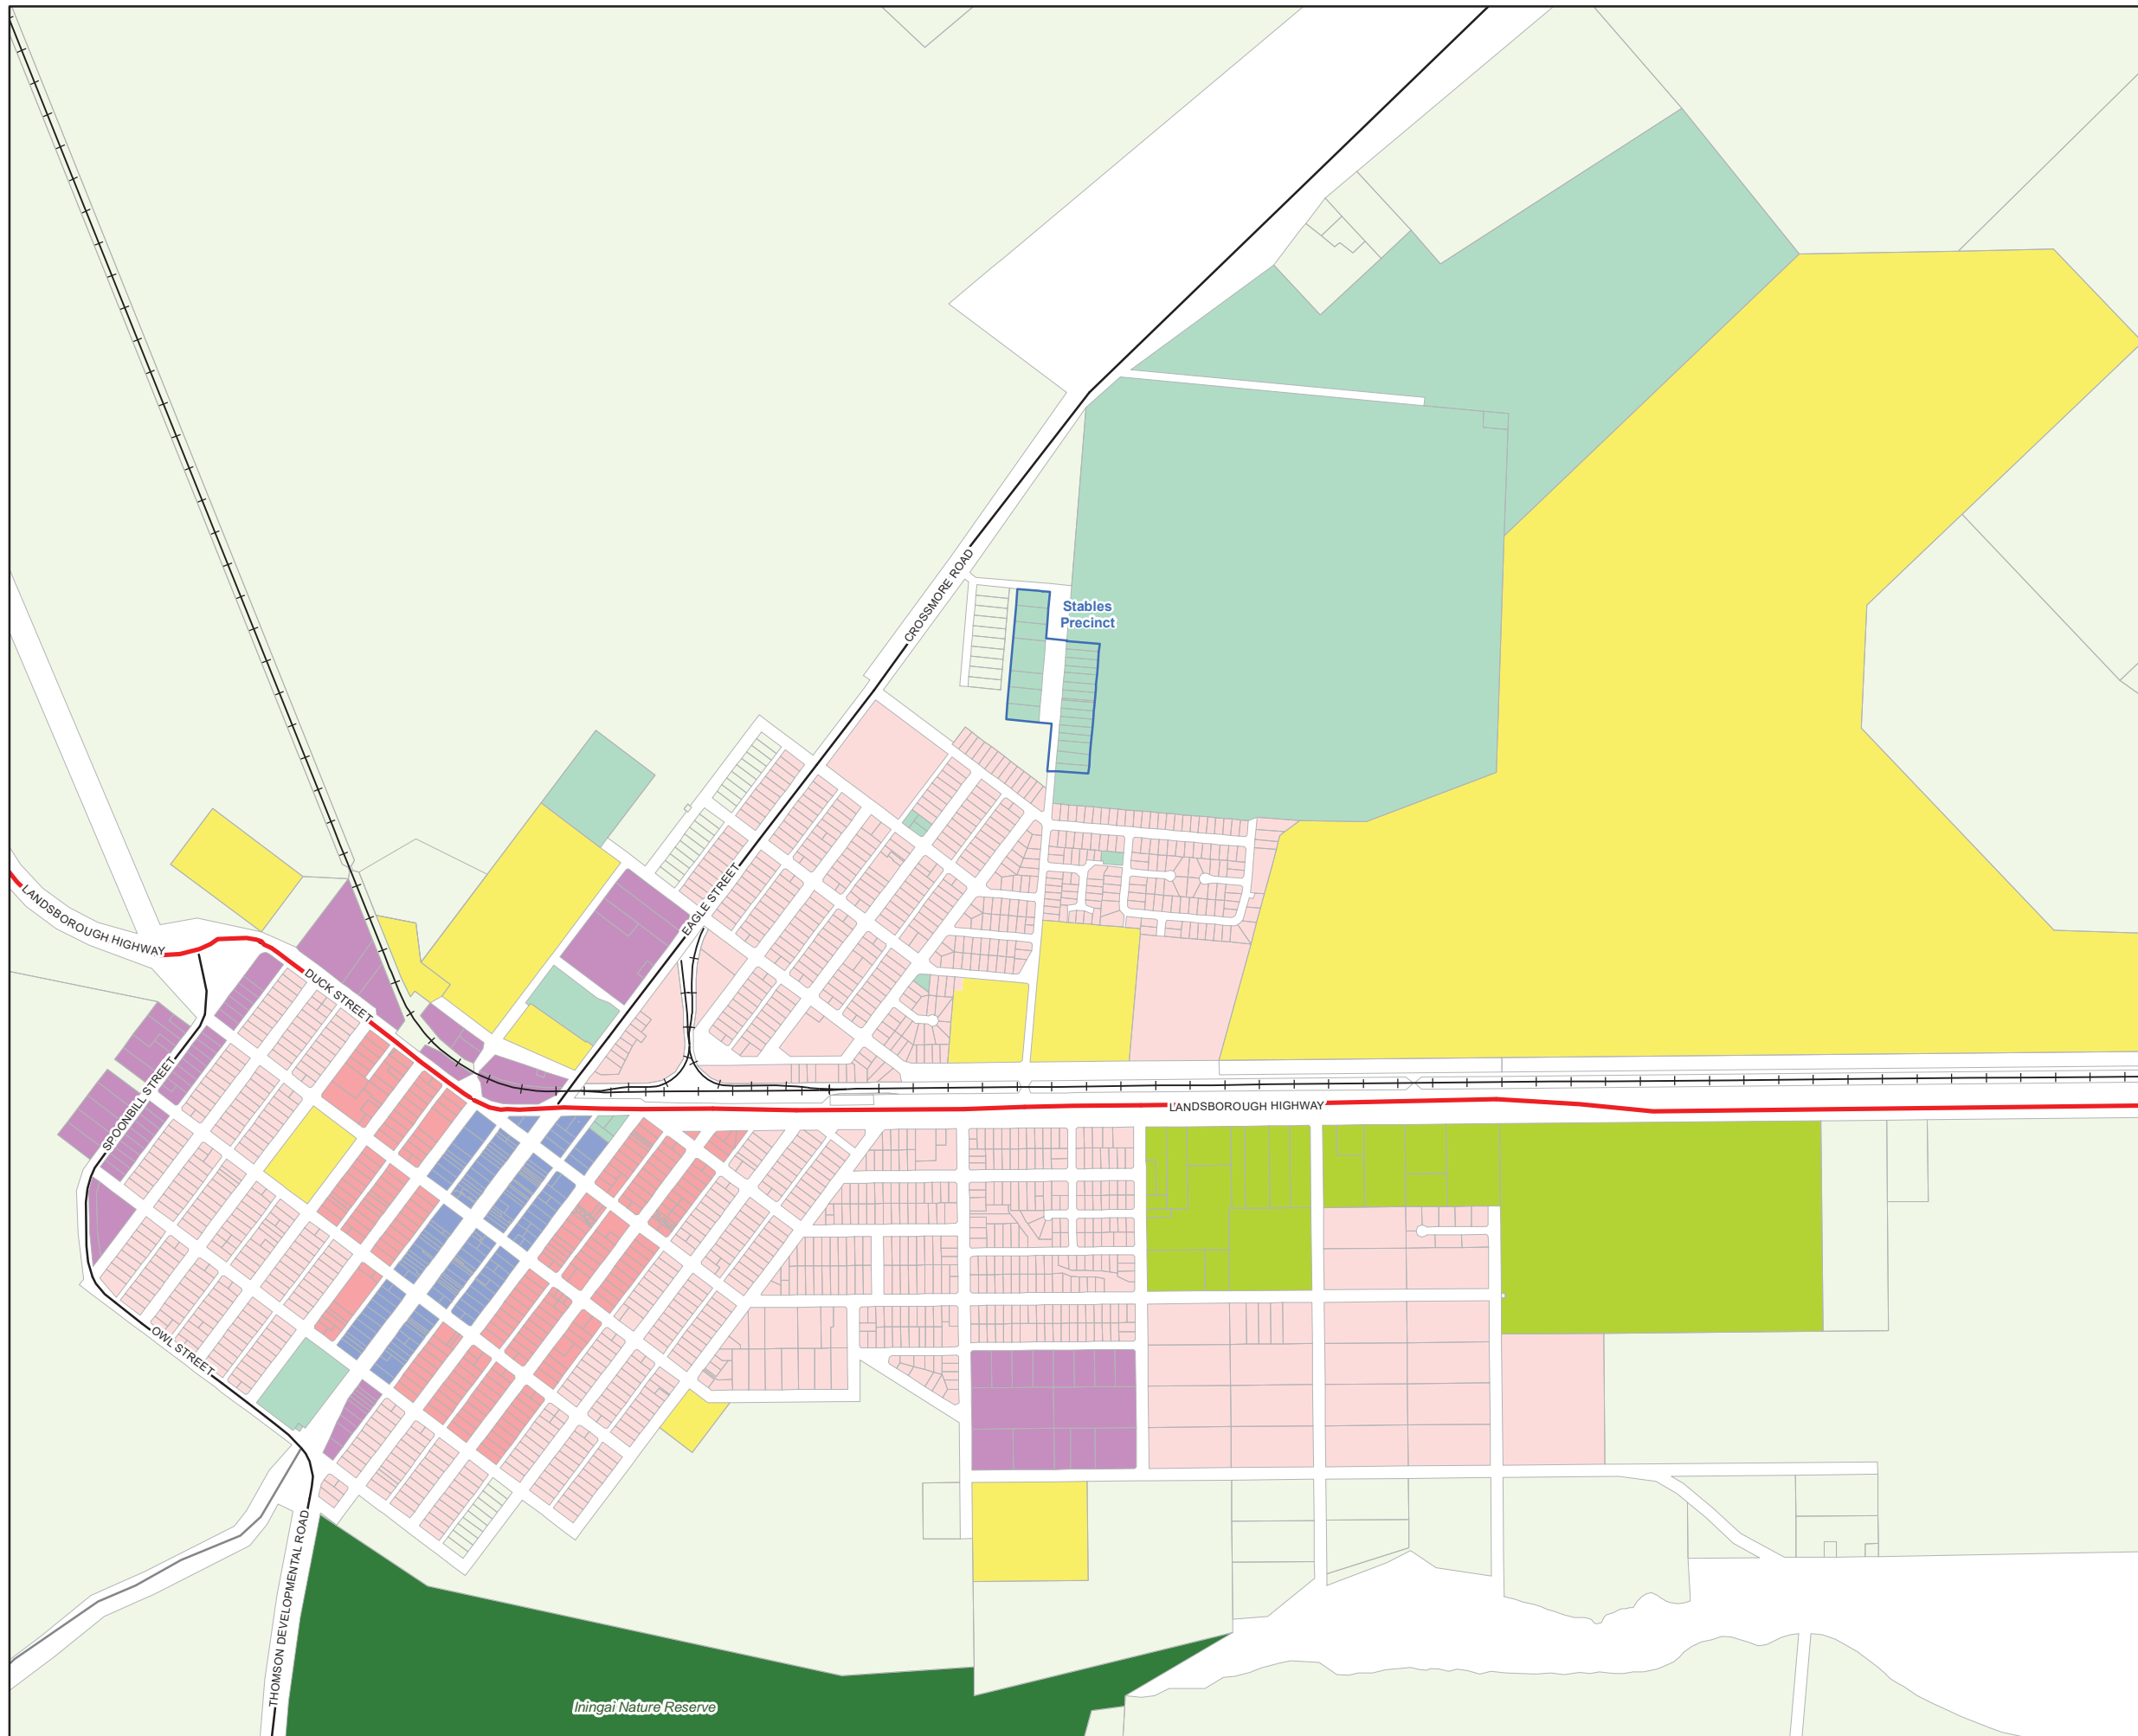 CROSSMORE ROAD
Stables
Precinct
EAGLE STREET
LANDSBOROUGH HIGHWAY
DUCK STREET
SPOONBILL STREET
LANDSBOROUGH HIGHWAY
OWL STREET
THOMSON DEVELOPMENTAL ROAD
Iningai Nature Reserve